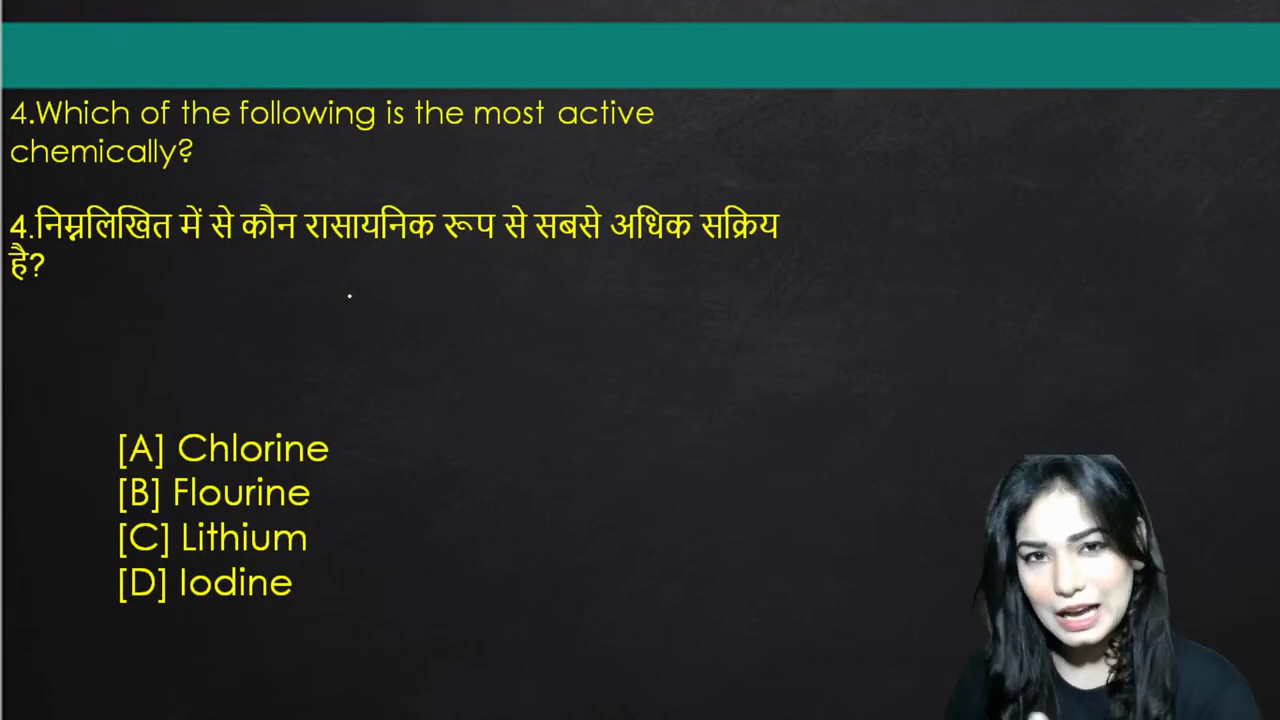 4.Which of the following is the most active
chemically?
4.निम्नलिखित में से कौन रासायनिक रूप से सबसे अधिक सक्रिय
है?
[A] Chlorine
[B] Flourine
[C] Lithium
[D] Iodine